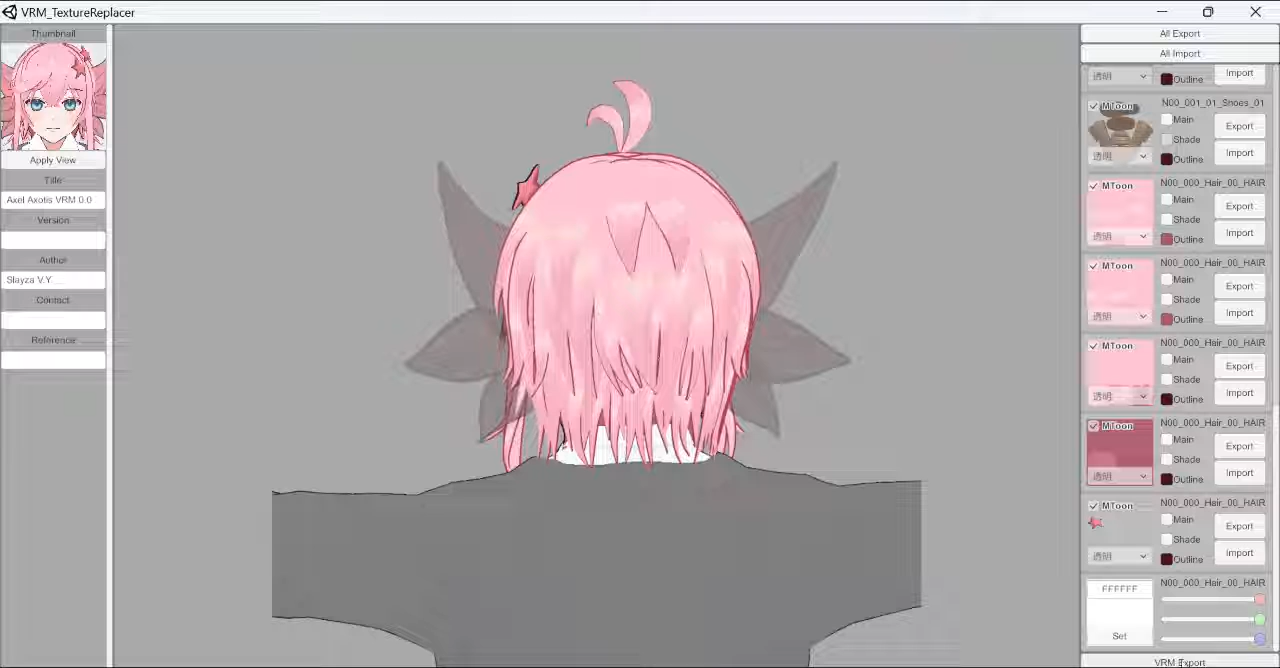 VRM_TextureReplacer
Thumbnail
Apply View
Title
Axel Axotis VRM 0.0
Version
Author
Slayza V.Y
Contact
Reference
All Export
All Import
透明
Outline
Import
MToon
N00_001_01_Shoes_01
Main
Export
Shade
透明
Outline
Import
MToon
N00_000_Hair_00_HAIR
Main
Export
Shade
透明
Outline
Import
MToon
N00_000_Hair_00_HAIR
Main
Export
Shade
透明
Outline
Import
MToon
N00_000_Hair_00_HAIR
Main
Export
Shade
透明
Outline
Import
MToon
N00_000_Hair_00_HAIR
Main
Export
Shade
透明
Outline
Import
MToon
N00_000_Hair_00_HAIR
Main
Export
Shade
透明
Outline
Import
FFFFFF
N00_000_Hair_00_HAIR
Set
VRM Export